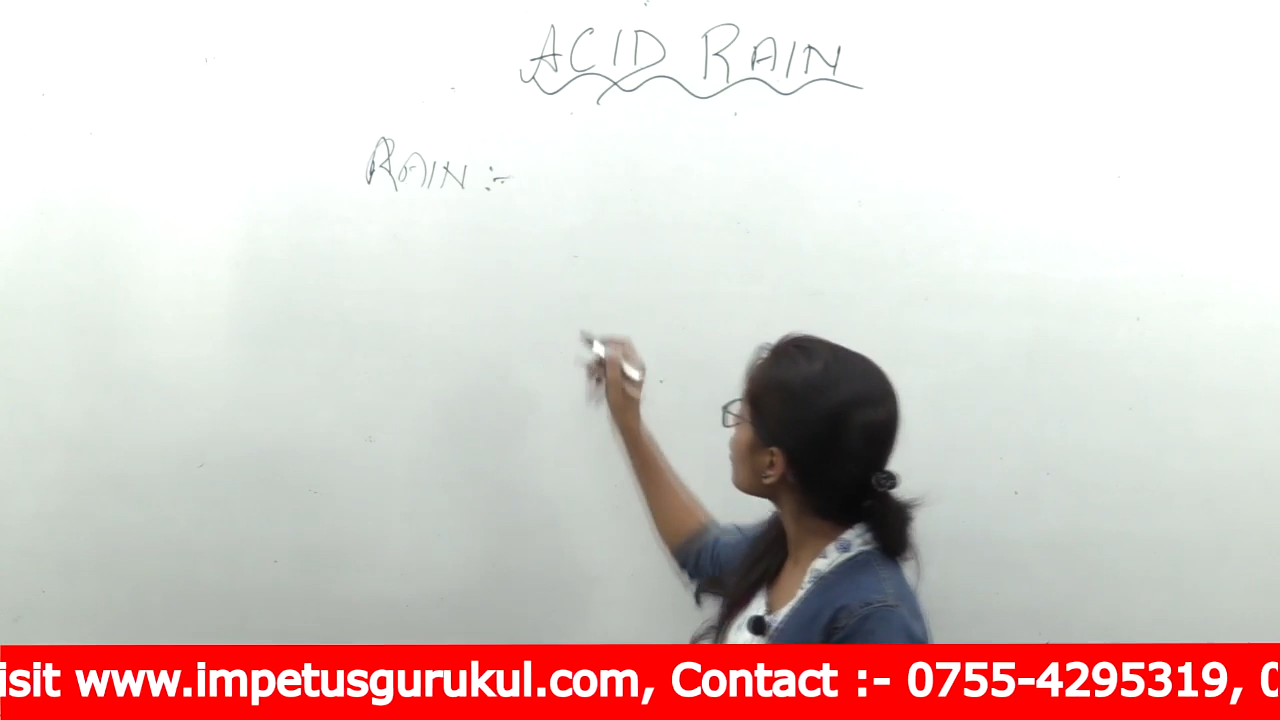 ACID RAIN
RAIN :-
isit www.impetusgurukul.com, Contact :- 0755-4295319, 0